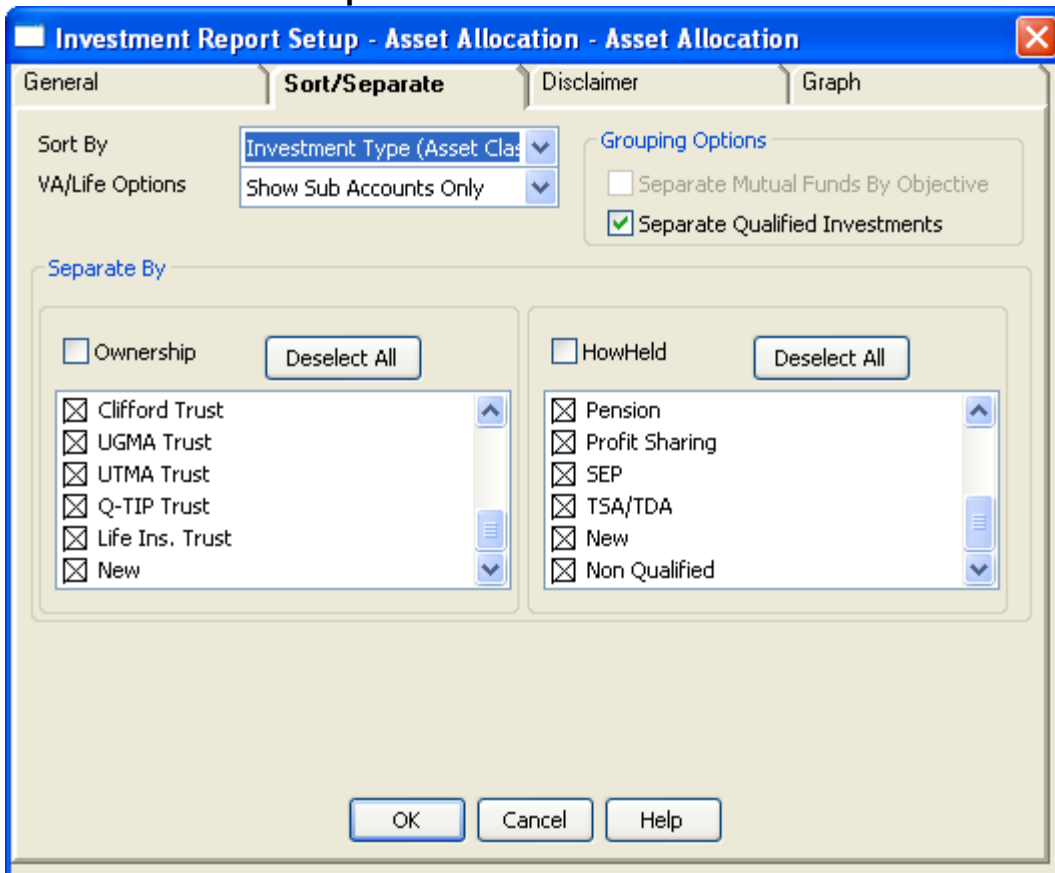 Investment Report Setup - Asset Allocation - Asset Allocation
General Sort/Separate Disclaimer Graph
Sort By Investment Type (Asset Clas
VA/Life Options Show Sub Accounts Only
Grouping Options
Separate Mutual Funds By Objective
Separate Qualified Investments
Separate By
Ownership Deselect All
Clifford Trust
UGMA Trust
UTMA Trust
Q-TIP Trust
Life Ins. Trust
New
HowHeld Deselect All
Pension
Profit Sharing
SEP
TSA/TDA
New
Non Qualified
OK Cancel Help